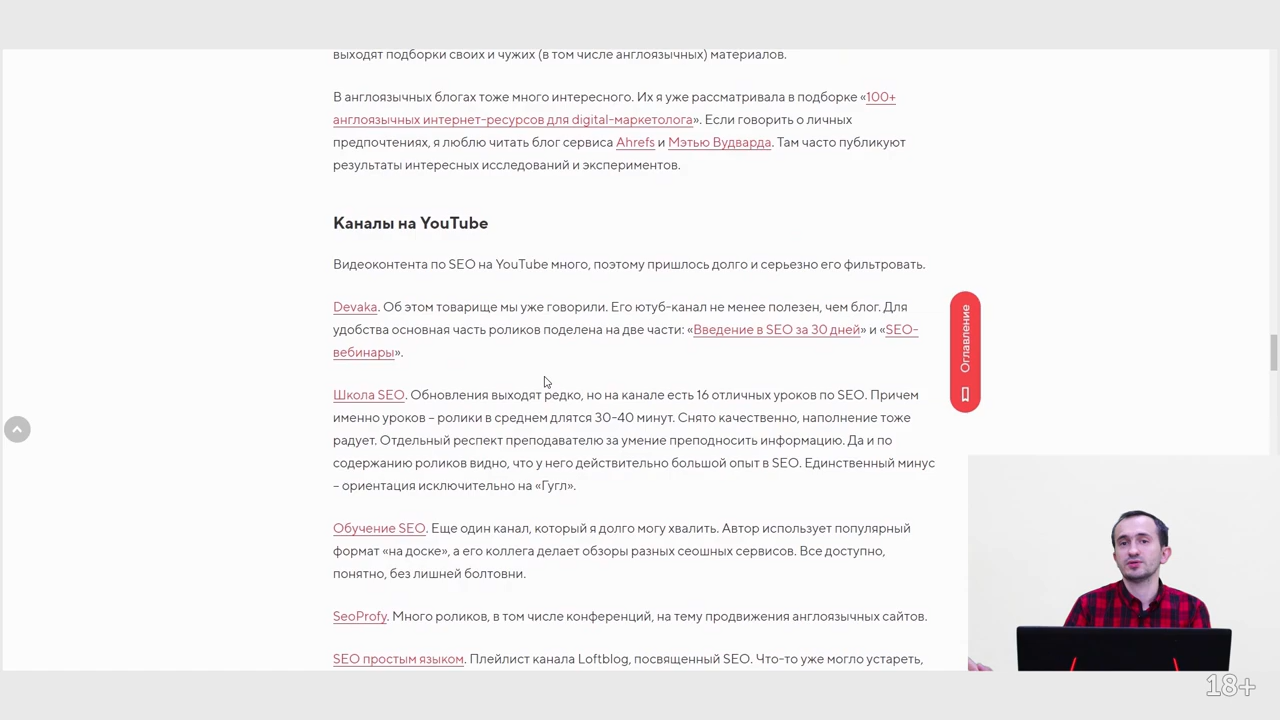 выходят подборки своих и чужих (в том числе англоязычных) материалов.
В англоязычных блогах тоже много интересного. Их я уже рассматривала в подборке «100+
англоязычных интернет-ресурсов для digital-маркетолога». Если говорить о личных
предпочтениях, я люблю читать блог сервиса Ahrefs и Мэтью Вудварда. Там часто публикуют
результаты интересных исследований и экспериментов.
Каналы на YouTube
Видеоконтента по SEO на YouTube много, поэтому пришлось долго и серьезно его фильтровать.
Devaka. Об этом товарище мы уже говорили. Его ютуб-канал не менее полезен, чем блог. Для
удобства основная часть роликов поделена на две части: «Введение в SEO за 30 дней» и «SEO-
вебинары».
Школа SEO. Обновления выходят редко, но на канале есть 16 отличных уроков по SEO. Причем
именно уроков – ролики в среднем длятся 30-40 минут. Снято качественно, наполнение тоже
радует. Отдельный респект преподавателю за умение преподносить информацию. Да и по
содержанию роликов видно, что у него действительно большой опыт в SEO. Единственный минус
– ориентация исключительно на «Гугл».
Обучение SEO. Еще один канал, который я долго могу хвалить. Автор использует популярный
формат «на доске», а его коллега делает обзоры разных сеошных сервисов. Все доступно,
понятно, без лишней болтовни.
SeoProfy. Много роликов, в том числе конференций, на тему продвижения англоязычных сайтов.
SEO простым языком. Плейлист канала Loftblog, посвященный SEO. Что-то уже могло устареть,
Оглавление
18+